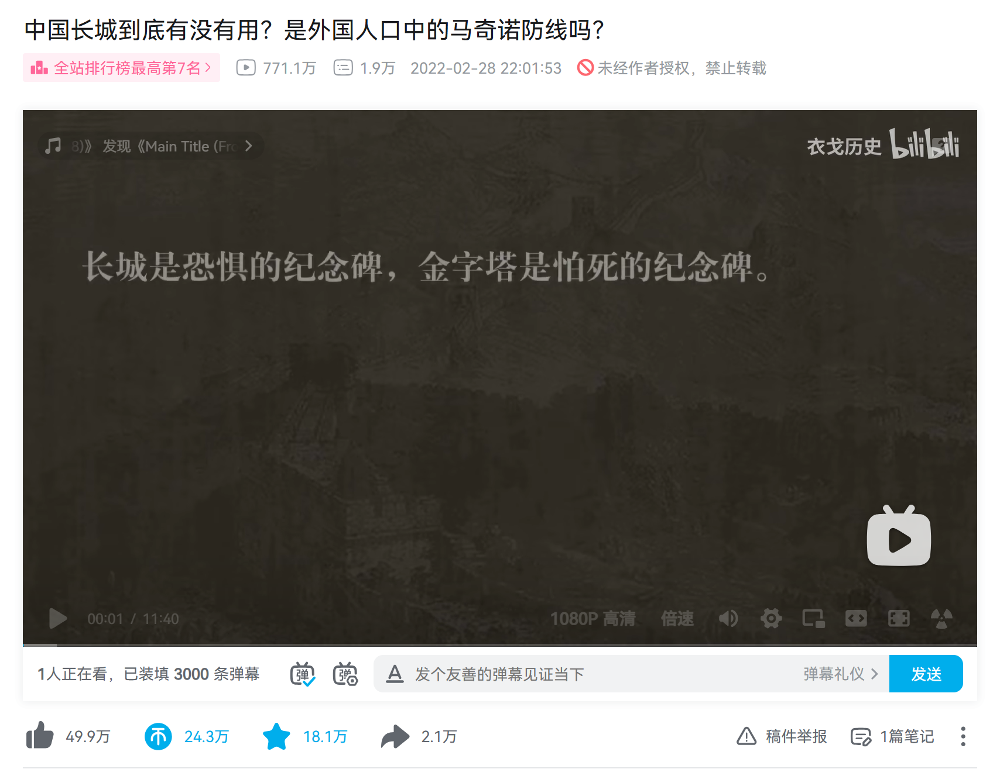 中国长城到底有没有用？是外国人口中的马奇诺防线吗？
全站排行榜最高第7名 771.1万 1.9万 2022-02-28 22:01:53 未经作者授权，禁止转载
8)》 发现《Main Title (Fro
衣戈历史 bilibili
长城是恐惧的纪念碑，金字塔是怕死的纪念碑。
00:01 / 11:40 1080P 高清 倍速
1人正在看，已装填 3000 条弹幕 弹 弹 A 发个友善的弹幕见证当下 弹幕礼仪 发送
49.9万 24.3万 18.1万 2.1万 稿件举报 1篇笔记